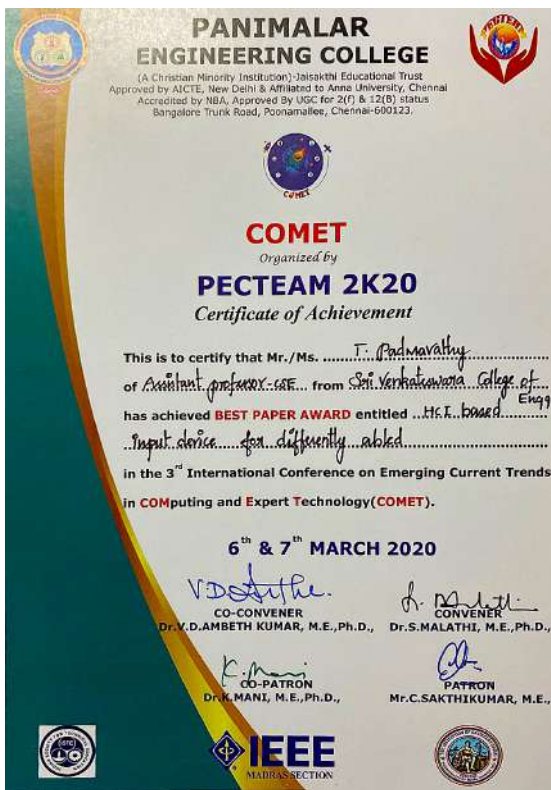 PANIMALAR
ENGINEERING COLLEGE
(A Christian Minority Institution)-Jaisakthi Educational Trust
Approved by AICTE, New Delhi & Affiliated to Anna University, Chennai
Accredited by NBA, Approved By UGC for 2(f) & 12(B) status
Bangalore Trunk Road, Poonamallee, Chennai-600123.
COMET
COMET
Organized by
PECTEAM 2K20
Certificate of Achievement
This is to certify that Mr./Ms. T. Padmavathy
of Assistant professor-CSE from Sri Venkateswara College of Engg
has achieved BEST PAPER AWARD entitled HCI based
input device for differently abled
in the 3rd International Conference on Emerging Current Trends
in COMputing and Expert Technology(COMET).
6th & 7th MARCH 2020
CO-CONVENER CONVENER
Dr.V.D.AMBETH KUMAR, M.E.,Ph.D., Dr.S.MALATHI, M.E.,Ph.D.,
K. Mani
CO-PATRON PATRON
Dr.K.MANI, M.E.,Ph.D., Mr.C.SAKTHIKUMAR, M.E.,
IEEE
MADRAS SECTION